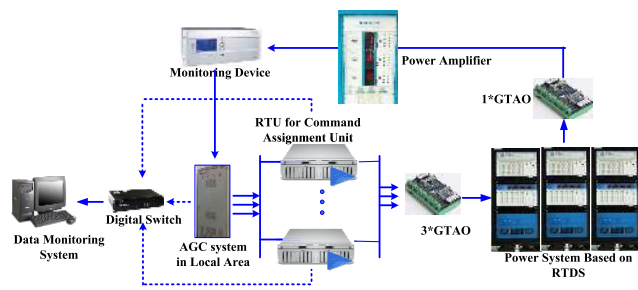 Monitoring Device
Power Amplifier
1*GTAO
RTU for Command
Assignment Unit
Digital Switch
Data Monitoring
System
AGC system
in Local Area
3*GTAO
Power System Based on
RTDS